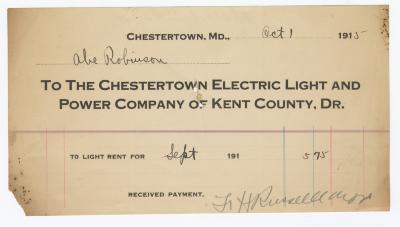 CHESTERTOWN, MD., Oct 1 1915
Abe Robinson
TO THE CHESTERTOWN ELECTRIC LIGHT AND
POWER COMPANY OF KENT COUNTY, DR.
TO LIGHT RENT FOR Sept 191 5 75
RECEIVED PAYMENT, Russell